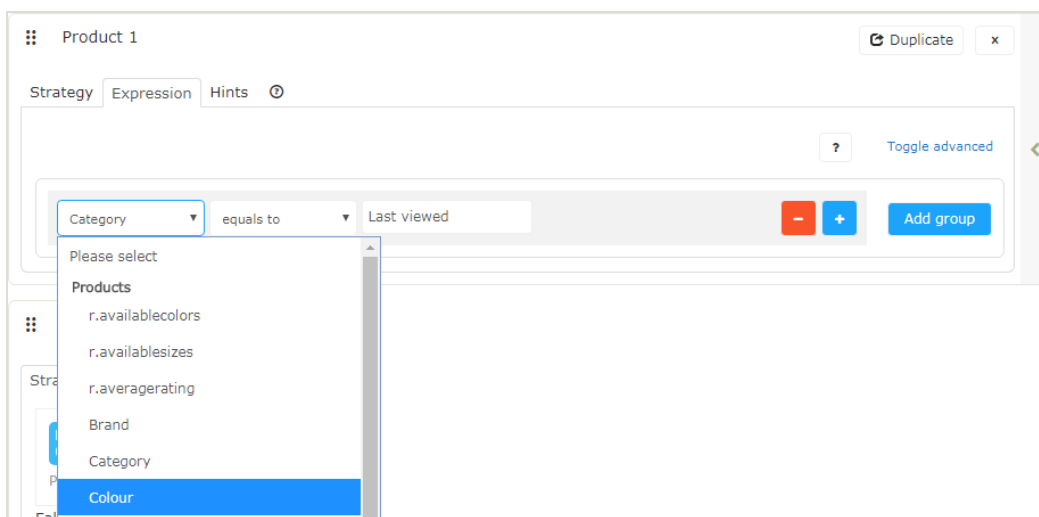 Product 1
Duplicate
x
Strategy Expression Hints ?
? Toggle advanced
Category equals to Last viewed - + Add group
Please select
Products
r.availablecolors
r.availablesizes
r.averagerating
Brand
Category
Colour